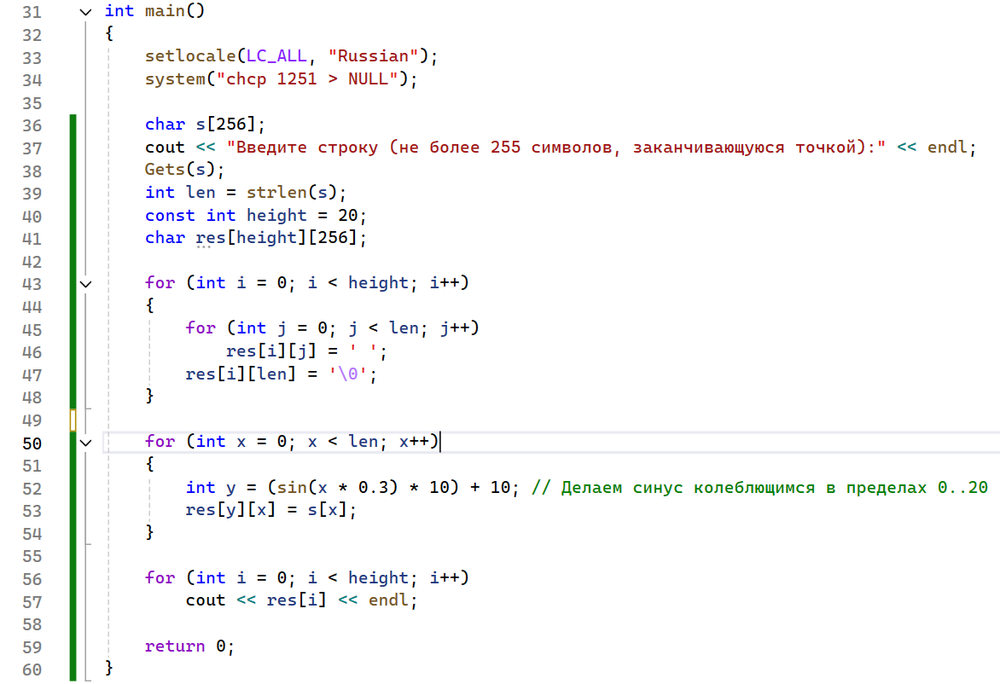 31 int main()
32 {
33 setlocale(LC_ALL, "Russian");
34 system("chcp 1251 > NULL");
35
36 char s[256];
37 cout << "Введите строку (не более 255 символов, заканчивающуюся точкой):" << endl;
38 Gets(s);
39 int len = strlen(s);
40 const int height = 20;
41 char res[height][256];
42
43 for (int i = 0; i < height; i++)
44 {
45 for (int j = 0; j < len; j++)
46 res[i][j] = ' ';
47 res[i][len] = '\0';
48 }
49
50 for (int x = 0; x < len; x++)
51 {
52 int y = (sin(x * 0.3) * 10) + 10; // Делаем синус колеблющимся в пределах 0..20
53 res[y][x] = s[x];
54 }
55
56 for (int i = 0; i < height; i++)
57 cout << res[i] << endl;
58
59 return 0;
60 }